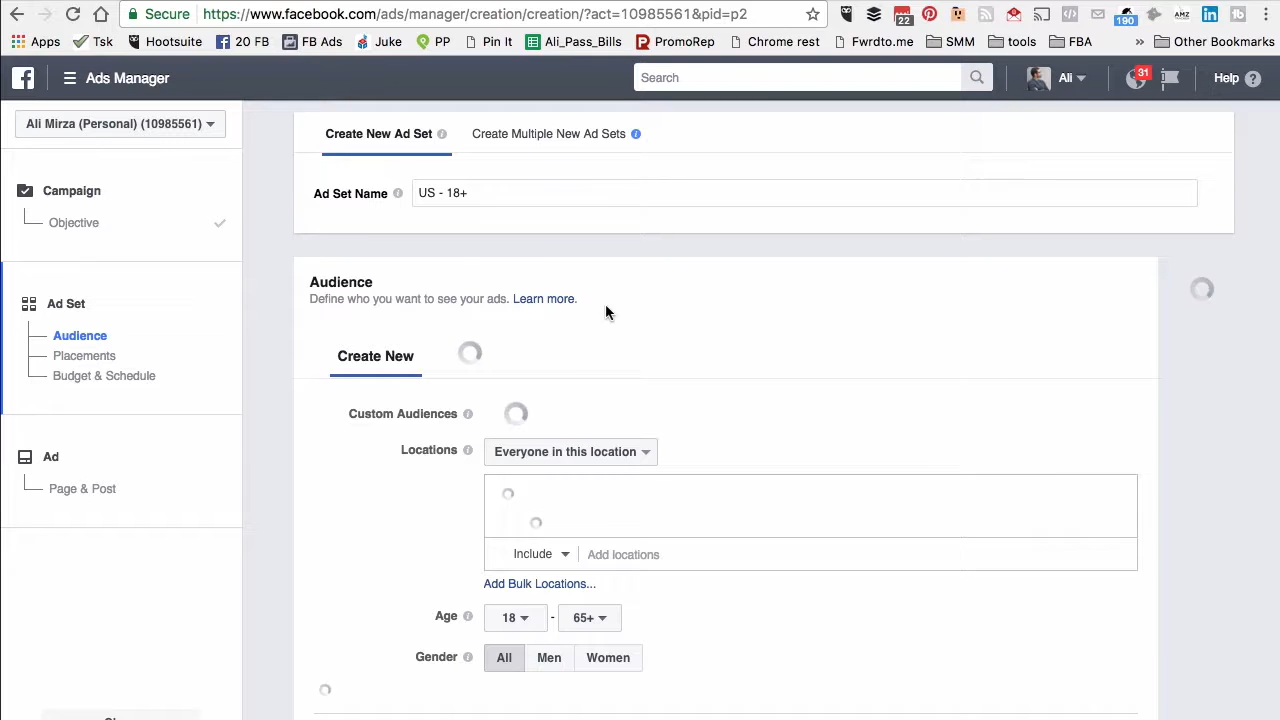 Secure https://www.facebook.com/ads/manager/creation/creation/?act=10985561&pid=p2
22
190
Apps Tsk Hootsuite 20 FB FB Ads Juke PP Pin It Ali_Pass_Bills PromoRep Chrome rest Fwrdto.me SMM tools FBA » Other Bookmarks
Ads Manager Search Ali 31 Help
Ali Mirza (Personal) (10985561)
Campaign
Objective
Ad Set
Audience
Placements
Budget & Schedule
Ad
Page & Post
Create New Ad Set Create Multiple New Ad Sets
Ad Set Name US - 18+
Audience
Define who you want to see your ads. Learn more.
Create New
Custom Audiences
Locations Everyone in this location
Include Add locations
Add Bulk Locations...
Age 18 - 65+
Gender All Men Women